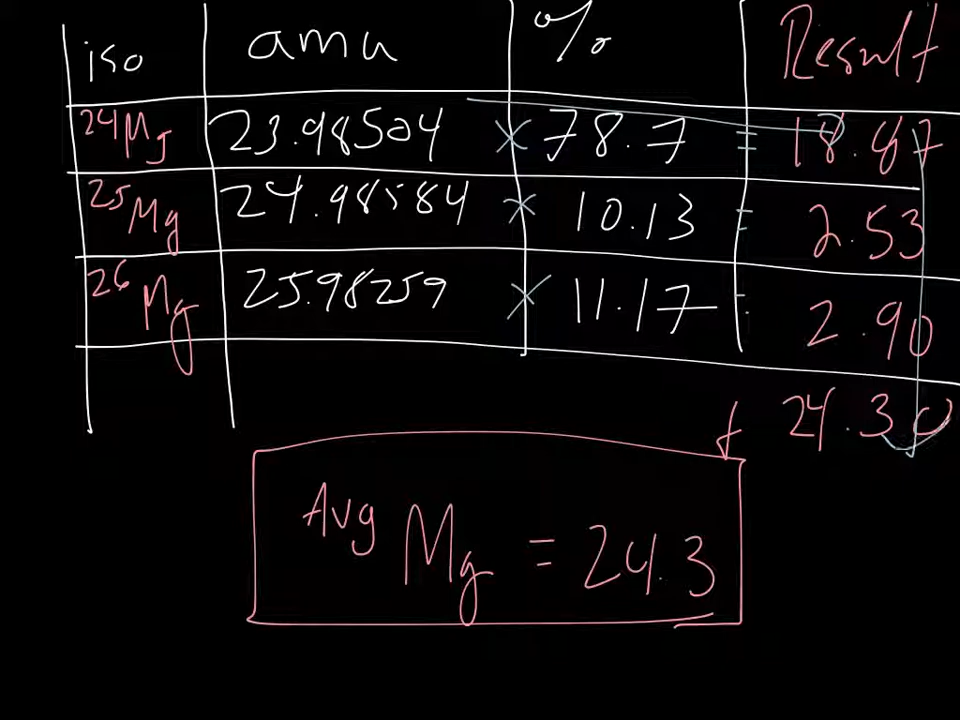 iso amu % Result
24Mg 23.98504 × 78.7 = 18.87
25Mg 24.98584 × 10.13 = 2.53
26Mg 25.98259 × 11.17 = 2.90
24.30
Avg Mg = 24.3